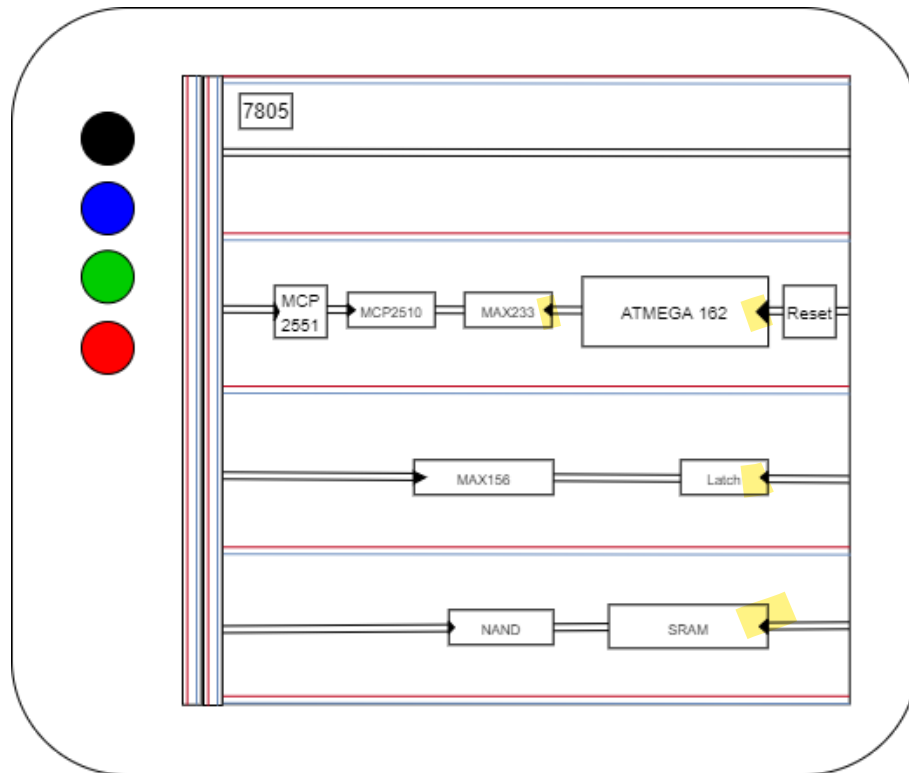 7805
MCP
2551
MCP2510
MAX233
ATMEGA 162
Reset
MAX156
Latch
NAND
SRAM